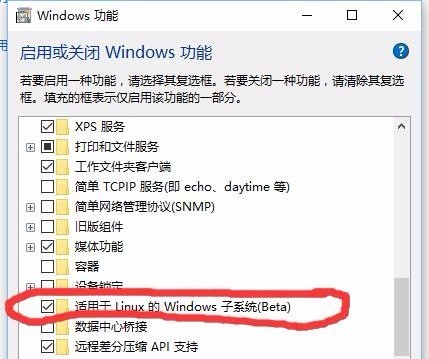 Windows 功能
启用或关闭 Windows 功能
若要启用一种功能，请选择其复选框。若要关闭一种功能，请清除其复选
框。填充的框表示仅启用该功能的一部分。
XPS 服务
打印和文件服务
工作文件夹客户端
简单 TCPIP 服务(即 echo、daytime 等)
简单网络管理协议(SNMP)
旧版组件
媒体功能
容器
设备锁定
适用于 Linux 的 Windows 子系统(Beta)
数据中心桥接
远程差分压缩 API 支持